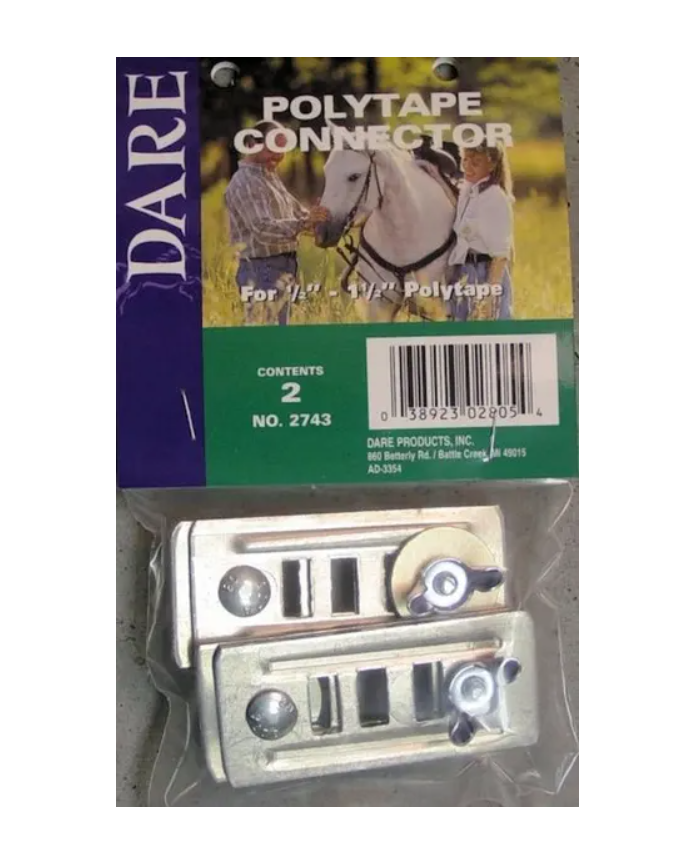 DARE
POLYTAPE
CONNECTOR
For ½" - 1½" Polytape
CONTENTS
2
NO. 2743
0 38923 02805 4
DARE PRODUCTS, INC.
860 Betterly Rd. / Battle Creek, MI 49015
AD-3354